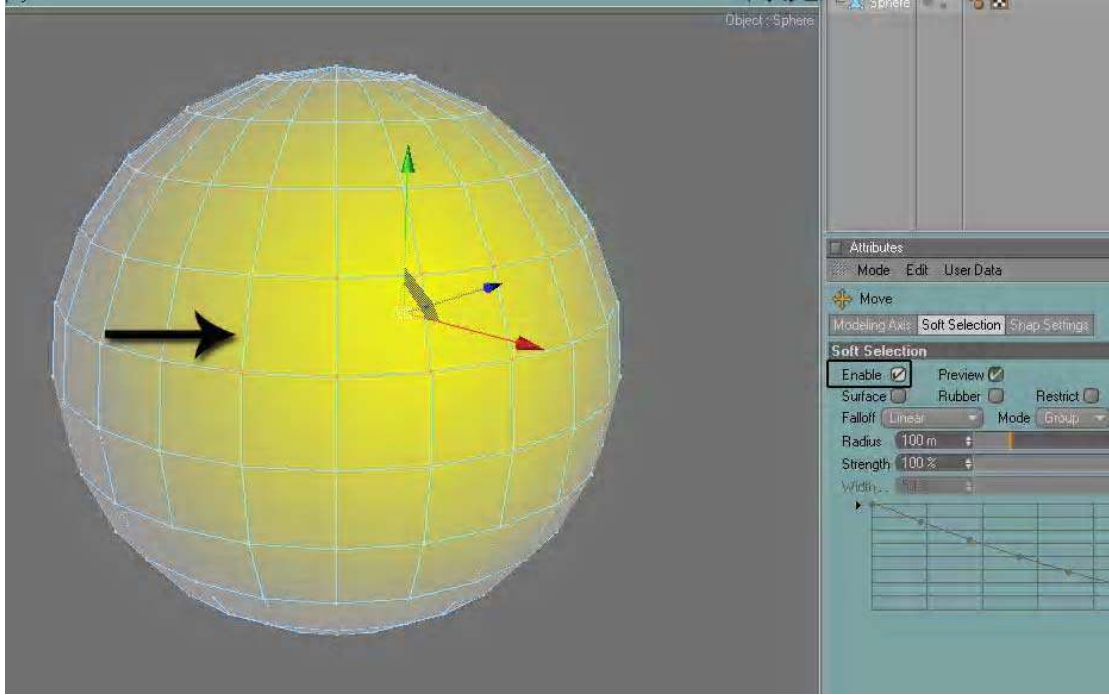 Object : Sphere
Sphere
Attributes
Mode Edit User Data
Move
Modeling Axis Soft Selection Snap Settings
Soft Selection
Enable Preview
Surface Rubber Restrict
Falloff Linear Mode Group
Radius 100 m
Strength 100 %
Width...